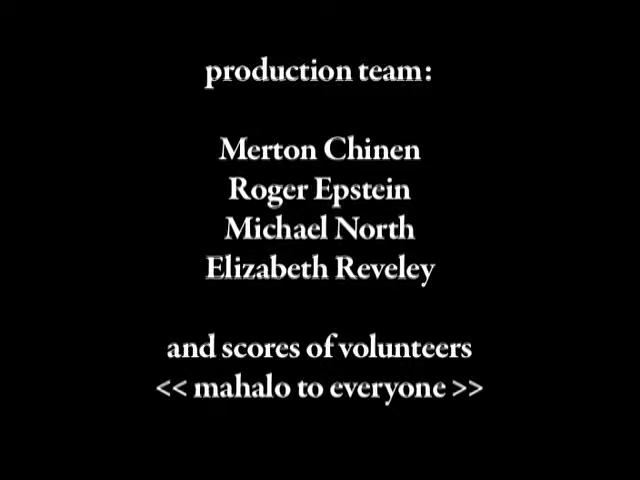 production team:
Merton Chinen
Roger Epstein
Michael North
Elizabeth Reveley
and scores of volunteers
<< mahalo to everyone >>